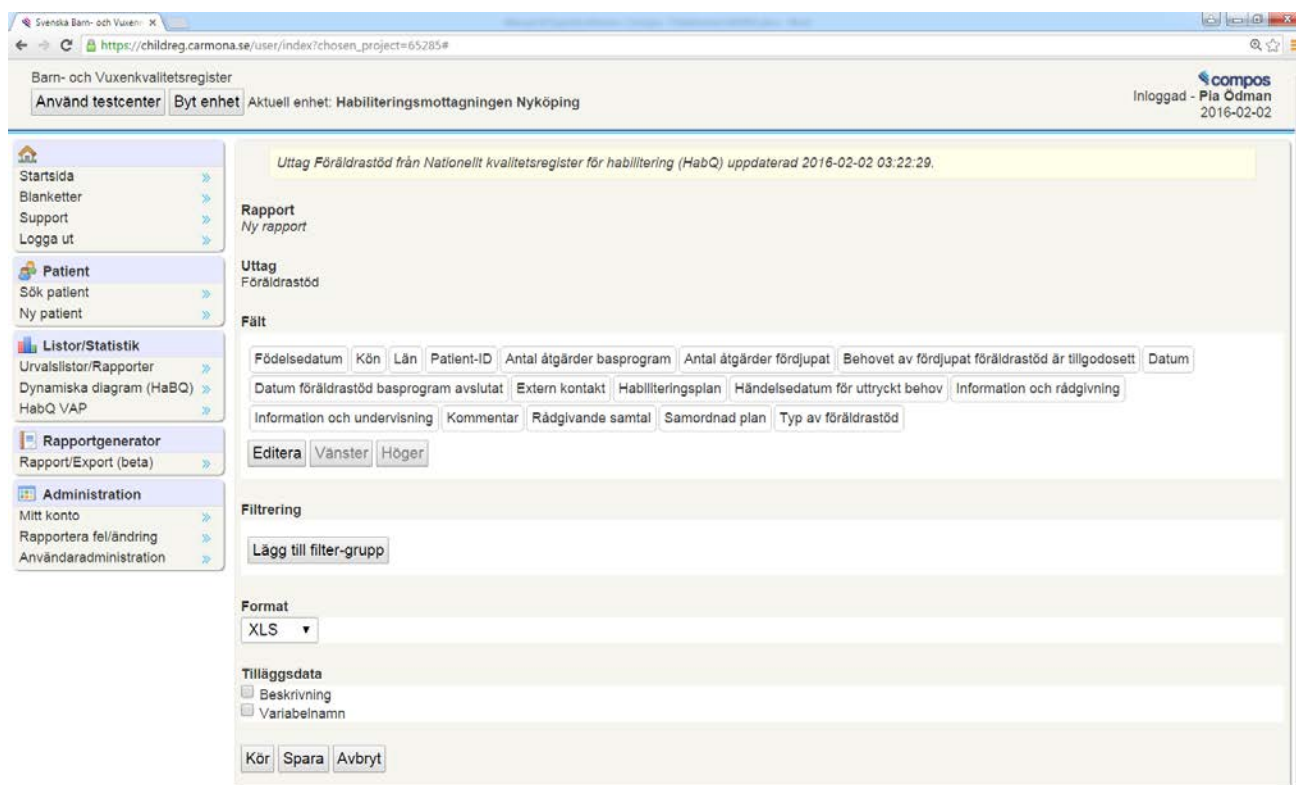 Svenska Barn- och Vuxen
https://childreg.carmona.se/user/index?chosen_project=65285#
Barn- och Vuxenkvalitetsregister
Använd testcenter Byt enhet Aktuell enhet: Habiliteringsmottagningen Nyköping
compos
Inloggad - Pia Ödman
2016-02-02
Startsida
Blanketter
Support
Logga ut
Patient
Sök patient
Ny patient
Listor/Statistik
Urvalslistor/Rapporter
Dynamiska diagram (HaBQ)
HabQ VAP
Rapportgenerator
Rapport/Export (beta)
Administration
Mitt konto
Rapportera fel/ändring
Användaradministration
Uttag Föräldrastöd från Nationellt kvalitetsregister för habilitering (HabQ) uppdaterad 2016-02-02 03:22:29.
Rapport
Ny rapport
Uttag
Föräldrastöd
Fält
Födelsedatum Kön Län Patient-ID Antal åtgärder basprogram Antal åtgärder fördjupat Behovet av fördjupat föräldrastöd är tillgodosett Datum
Datum föräldrastöd basprogram avslutat Extern kontakt Habiliteringsplan Händelsedatum för uttryckt behov Information och rådgivning
Information och undervisning Kommentar Rådgivande samtal Samordnad plan Typ av föräldrastöd
Editera Vänster Höger
Filtrering
Lägg till filter-grupp
Format
XLS
Tilläggsdata
Beskrivning
Variabelnamn
Kör Spara Avbryt